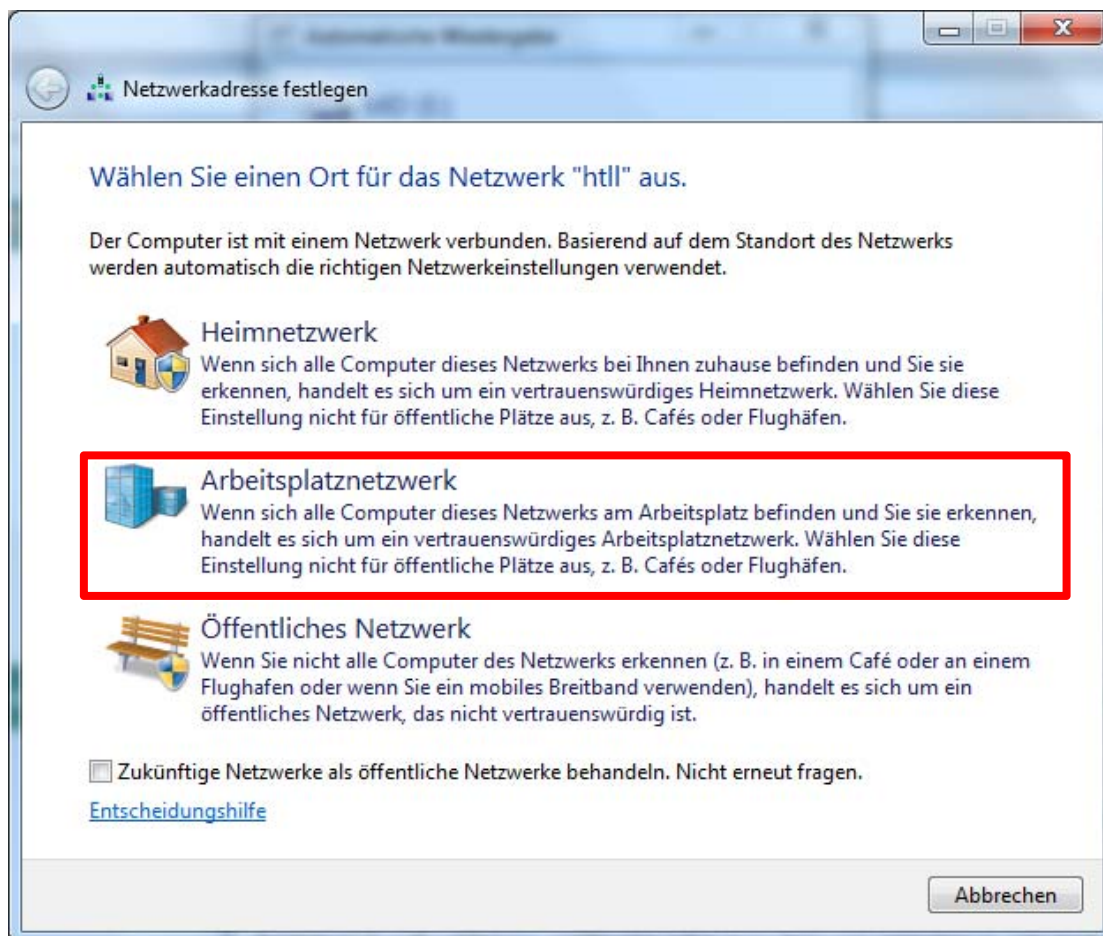 Netzwerkadresse festlegen
Wählen Sie einen Ort für das Netzwerk "htll" aus.
Der Computer ist mit einem Netzwerk verbunden. Basierend auf dem Standort des Netzwerks
werden automatisch die richtigen Netzwerkeinstellungen verwendet.
Heimnetzwerk
Wenn sich alle Computer dieses Netzwerks bei Ihnen zuhause befinden und Sie sie
erkennen, handelt es sich um ein vertrauenswürdiges Heimnetzwerk. Wählen Sie diese
Einstellung nicht für öffentliche Plätze aus, z. B. Cafés oder Flughäfen.
Arbeitsplatznetzwerk
Wenn sich alle Computer dieses Netzwerks am Arbeitsplatz befinden und Sie sie erkennen,
handelt es sich um ein vertrauenswürdiges Arbeitsplatznetzwerk. Wählen Sie diese
Einstellung nicht für öffentliche Plätze aus, z. B. Cafés oder Flughäfen.
Öffentliches Netzwerk
Wenn Sie nicht alle Computer des Netzwerks erkennen (z. B. in einem Café oder an einem
Flughafen oder wenn Sie ein mobiles Breitband verwenden), handelt es sich um ein
öffentliches Netzwerk, das nicht vertrauenswürdig ist.
Zukünftige Netzwerke als öffentliche Netzwerke behandeln. Nicht erneut fragen.
Entscheidungshilfe
Abbrechen